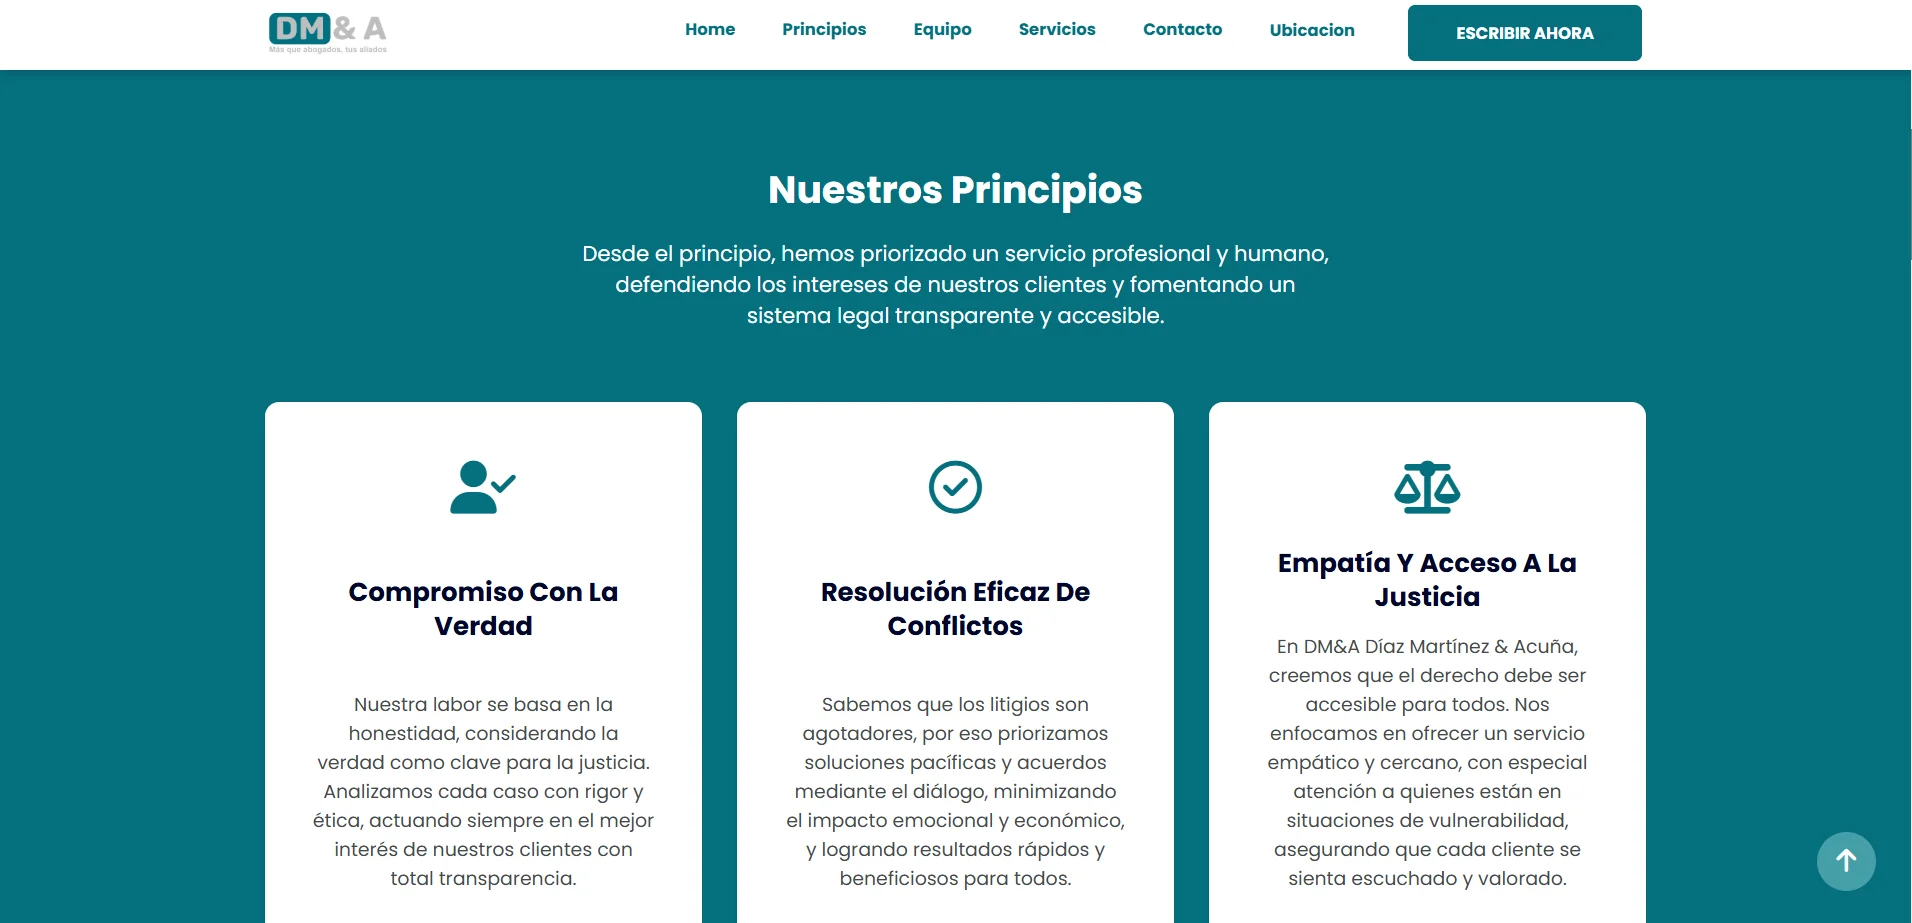 DM & A
Más que abogados, tus aliados
Home
Principios
Equipo
Servicios
Contacto
Ubicacion
ESCRIBIR AHORA
Nuestros Principios
Desde el principio, hemos priorizado un servicio profesional y humano,
defendiendo los intereses de nuestros clientes y fomentando un
sistema legal transparente y accesible.
Compromiso Con La
Verdad
Nuestra labor se basa en la
honestidad, considerando la
verdad como clave para la justicia.
Analizamos cada caso con rigor y
ética, actuando siempre en el mejor
interés de nuestros clientes con
total transparencia.
Resolución Eficaz De
Conflictos
Sabemos que los litigios son
agotadores, por eso priorizamos
soluciones pacíficas y acuerdos
mediante el diálogo, minimizando
el impacto emocional y económico,
y logrando resultados rápidos y
beneficiosos para todos.
Empatía Y Acceso A La
Justicia
En DM&A Díaz Martínez & Acuña,
creemos que el derecho debe ser
accesible para todos. Nos
enfocamos en ofrecer un servicio
empático y cercano, con especial
atención a quienes están en
situaciones de vulnerabilidad,
asegurando que cada cliente se
sienta escuchado y valorado.